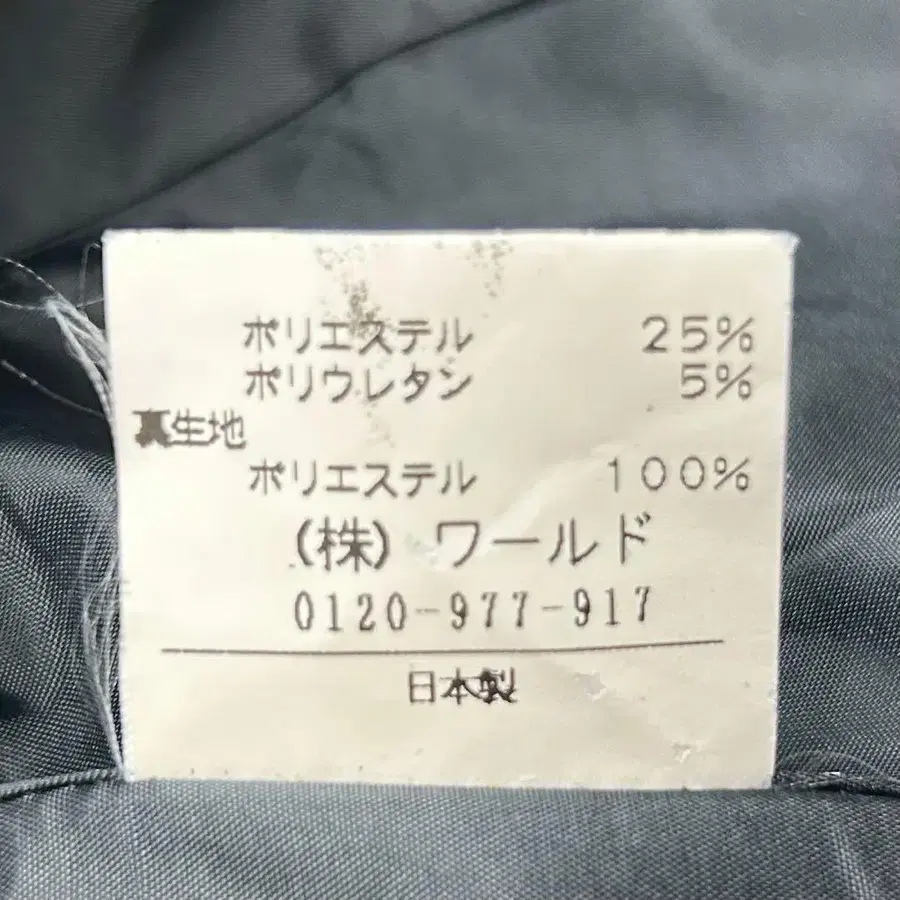 ポリエステル 25%
ポリウレタン 5%
裏生地
ポリエステル 100%
(株)ワールド
0120-977-917
日本製